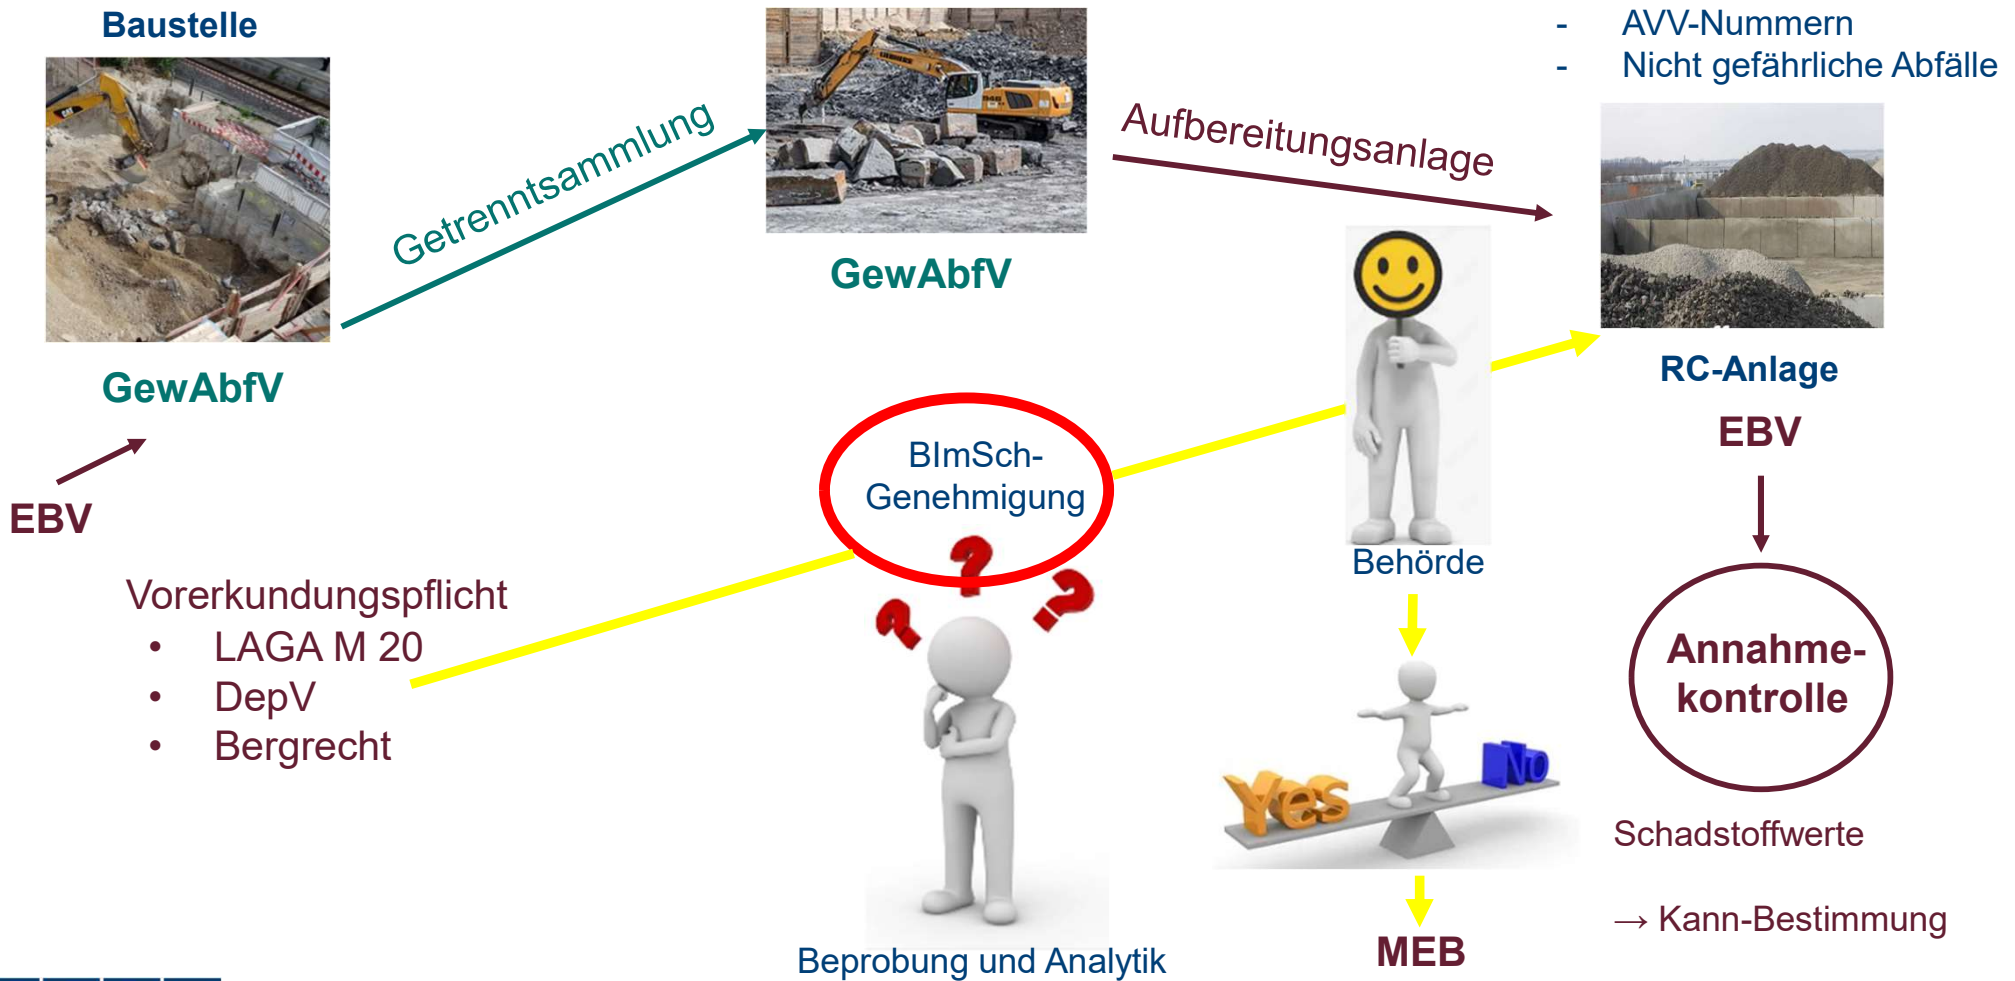 Baustelle
GewAbfV
EBV
Getrenntsammlung
GewAbfV
Aufbereitungsanlage
- AVV-Nummern
- Nicht gefährliche Abfälle
RC-Anlage
EBV
Annahme-
kontrolle
Schadstoffwerte
→ Kann-Bestimmung
Vorerkundungspflicht
• LAGA M 20
• DepV
• Bergrecht
BImSch-
Genehmigung
? ? ?
Beprobung und Analytik
Behörde
Yes No
MEB